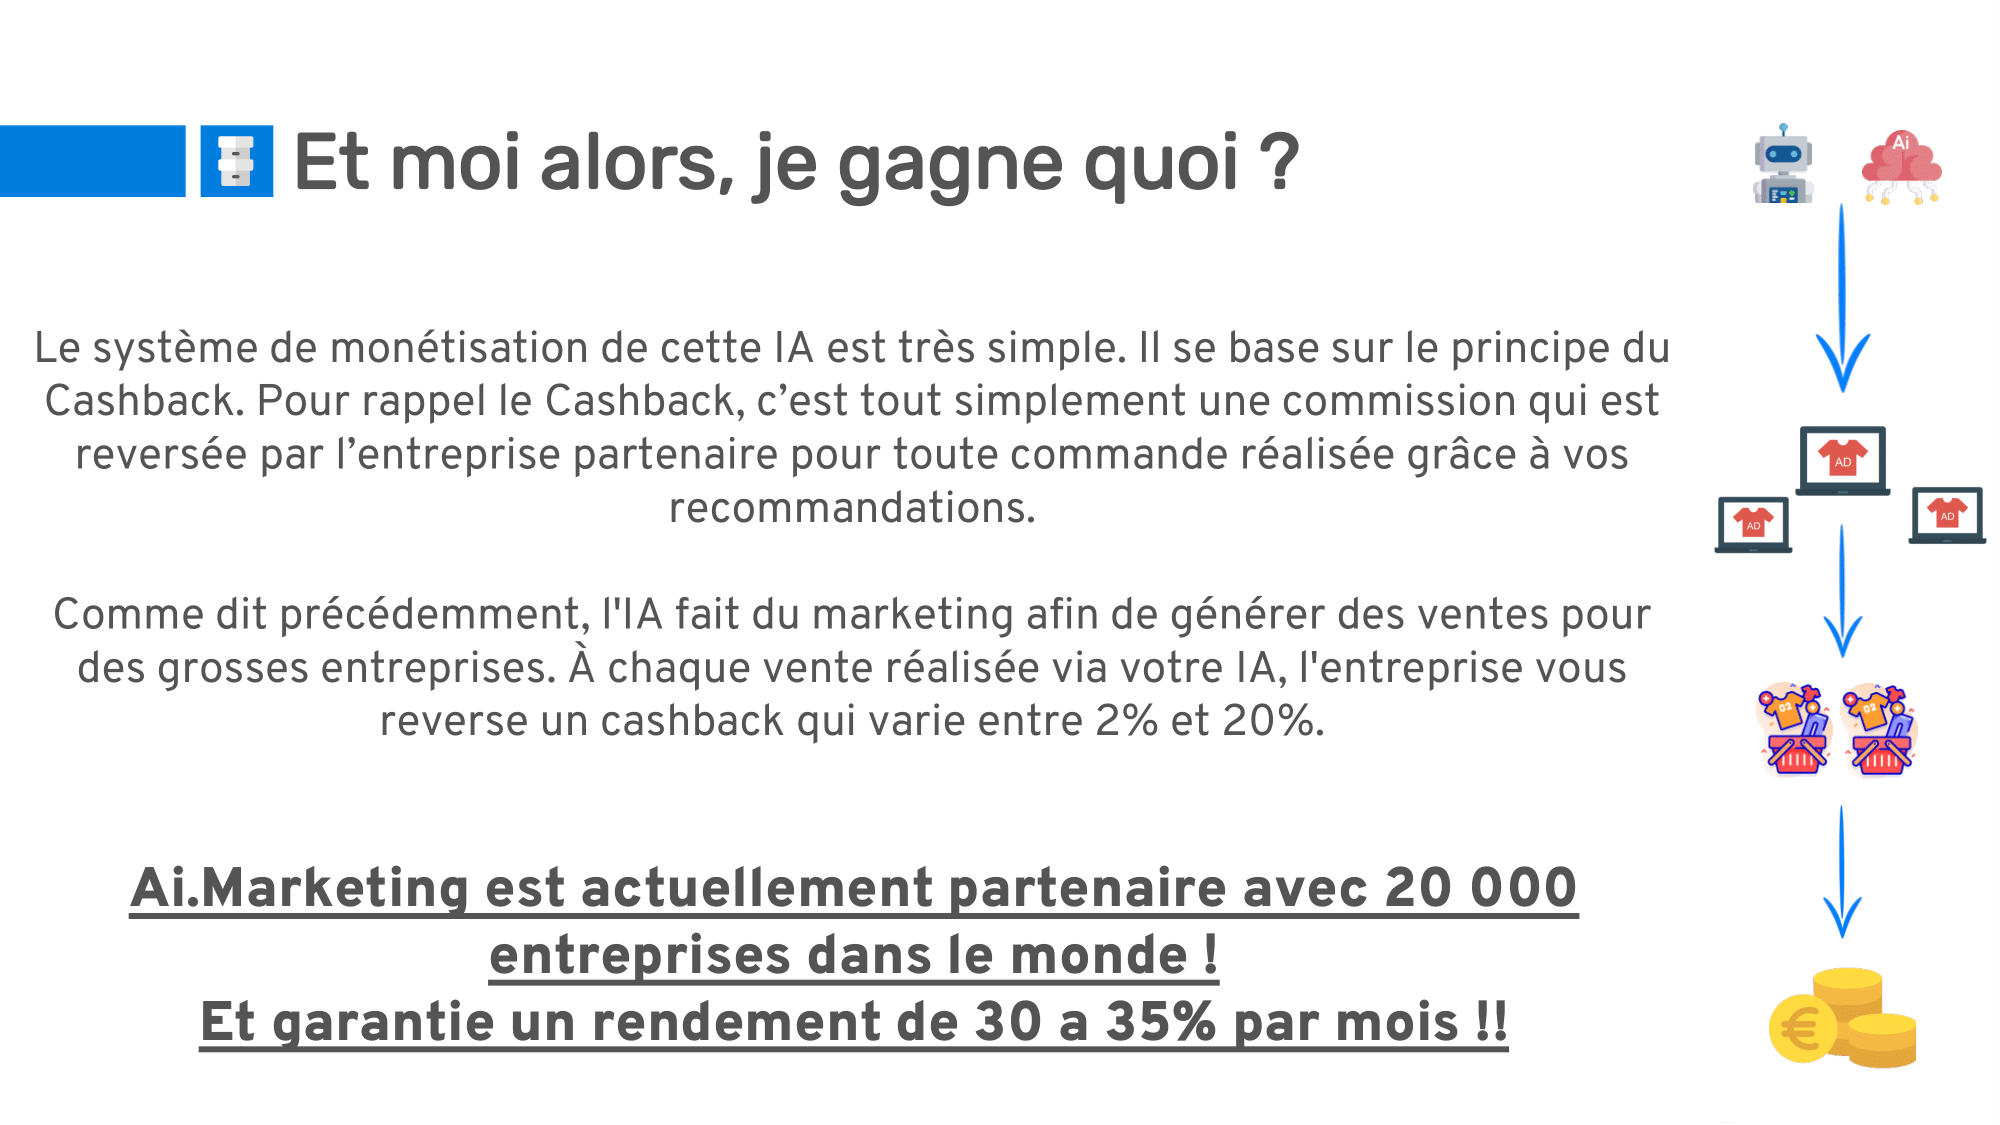 Et moi alors, je gagne quoi ?
Ai
Le système de monétisation de cette IA est très simple. Il se base sur le principe du
Cashback. Pour rappel le Cashback, c’est tout simplement une commission qui est
reversée par l’entreprise partenaire pour toute commande réalisée grâce à vos
recommandations.
AD
AD
AD
Comme dit précédemment, l'IA fait du marketing afin de générer des ventes pour
des grosses entreprises. À chaque vente réalisée via votre IA, l'entreprise vous
reverse un cashback qui varie entre 2% et 20%.
02
02
Ai.Marketing est actuellement partenaire avec 20 000
entreprises dans le monde !
Et garantie un rendement de 30 a 35% par mois !!
€